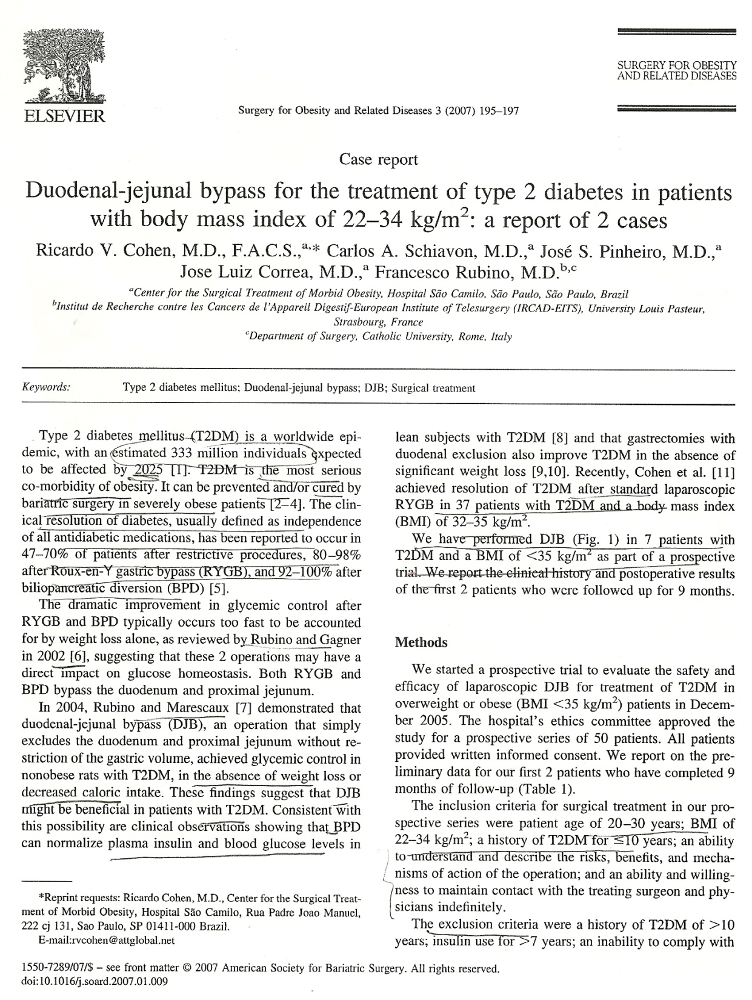 ELSEVIER
SURGERY FOR OBESITY
AND RELATED DISEASES
Surgery for Obesity and Related Diseases 3 (2007) 195–197
Case report
Duodenal-jejunal bypass for the treatment of type 2 diabetes in patients
with body mass index of 22–34 kg/m²: a report of 2 cases
Ricardo V. Cohen, M.D., F.A.C.S.,ᵃ,* Carlos A. Schiavon, M.D.,ᵃ José S. Pinheiro, M.D.,ᵃ
Jose Luiz Correa, M.D.,ᵃ Francesco Rubino, M.D.ᵇ,ᶜ
ᵃCenter for the Surgical Treatment of Morbid Obesity, Hospital São Camilo, São Paulo, São Paulo, Brazil
ᵇInstitut de Recherche contre les Cancers de l'Appareil Digestif-European Institute of Telesurgery (IRCAD-EITS), University Louis Pasteur,
Strasbourg, France
ᶜDepartment of Surgery, Catholic University, Rome, Italy
Keywords: Type 2 diabetes mellitus; Duodenal-jejunal bypass; DJB; Surgical treatment
Type 2 diabetes mellitus (T2DM) is a worldwide epi-
demic, with an estimated 333 million individuals expected
to be affected by 2025 [1]. T2DM is the most serious
co-morbidity of obesity. It can be prevented and/or cured by
bariatric surgery in severely obese patients [2–4]. The clin-
ical resolution of diabetes, usually defined as independence
of all antidiabetic medications, has been reported to occur in
47–70% of patients after restrictive procedures, 80–98%
after Roux-en-Y gastric bypass (RYGB), and 92–100% after
biliopancreatic diversion (BPD) [5].
The dramatic improvement in glycemic control after
RYGB and BPD typically occurs too fast to be accounted
for by weight loss alone, as reviewed by Rubino and Gagner
in 2002 [6], suggesting that these 2 operations may have a
direct impact on glucose homeostasis. Both RYGB and
BPD bypass the duodenum and proximal jejunum.
In 2004, Rubino and Marescaux [7] demonstrated that
duodenal-jejunal bypass (DJB), an operation that simply
excludes the duodenum and proximal jejunum without re-
striction of the gastric volume, achieved glycemic control in
nonobese rats with T2DM, in the absence of weight loss or
decreased caloric intake. These findings suggest that DJB
might be beneficial in patients with T2DM. Consistent with
this possibility are clinical observations showing that BPD
can normalize plasma insulin and blood glucose levels in
*Reprint requests: Ricardo Cohen, M.D., Center for the Surgical Treat-
ment of Morbid Obesity, Hospital São Camilo, Rua Padre Joao Manuel,
222 cj 131, Sao Paulo, SP 01411-000 Brazil.
E-mail:rvcohen@attglobal.net
lean subjects with T2DM [8] and that gastrectomies with
duodenal exclusion also improve T2DM in the absence of
significant weight loss [9,10]. Recently, Cohen et al. [11]
achieved resolution of T2DM after standard laparoscopic
RYGB in 37 patients with T2DM and a body mass index
(BMI) of 32–35 kg/m².
We have performed DJB (Fig. 1) in 7 patients with
T2DM and a BMI of <35 kg/m² as part of a prospective
trial. We report the clinical history and postoperative results
of the first 2 patients who were followed up for 9 months.
Methods
We started a prospective trial to evaluate the safety and
efficacy of laparoscopic DJB for treatment of T2DM in
overweight or obese (BMI <35 kg/m²) patients in Decem-
ber 2005. The hospital's ethics committee approved the
study for a prospective series of 50 patients. All patients
provided written informed consent. We report on the pre-
liminary data for our first 2 patients who have completed 9
months of follow-up (Table 1).
The inclusion criteria for surgical treatment in our pro-
spective series were patient age of 20–30 years; BMI of
22–34 kg/m²; a history of T2DM for ≤10 years; an ability
to understand and describe the risks, benefits, and mecha-
nisms of action of the operation; and an ability and willing-
ness to maintain contact with the treating surgeon and phy-
sicians indefinitely.
The exclusion criteria were a history of T2DM of >10
years; insulin use for >7 years; an inability to comply with
1550-7289/07/$ – see front matter © 2007 American Society for Bariatric Surgery. All rights reserved.
doi:10.1016/j.soard.2007.01.009